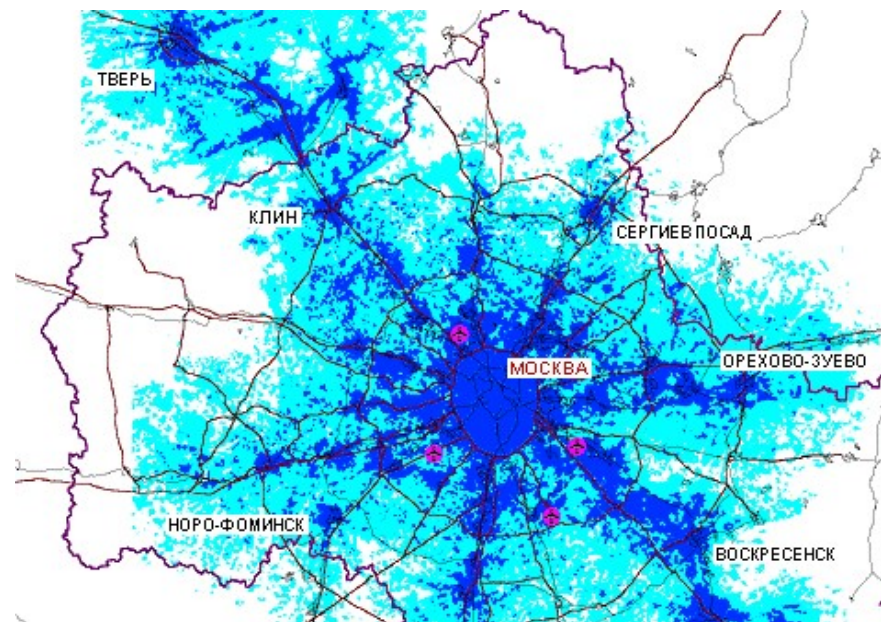 ТВЕРЬ
КЛИН
СЕРГИЕВ ПОСАД
ОРЕХОВО-ЗУЕВО
МОСКВА
НОРО-ФОМИНСК
ВОСКРЕСЕНСК